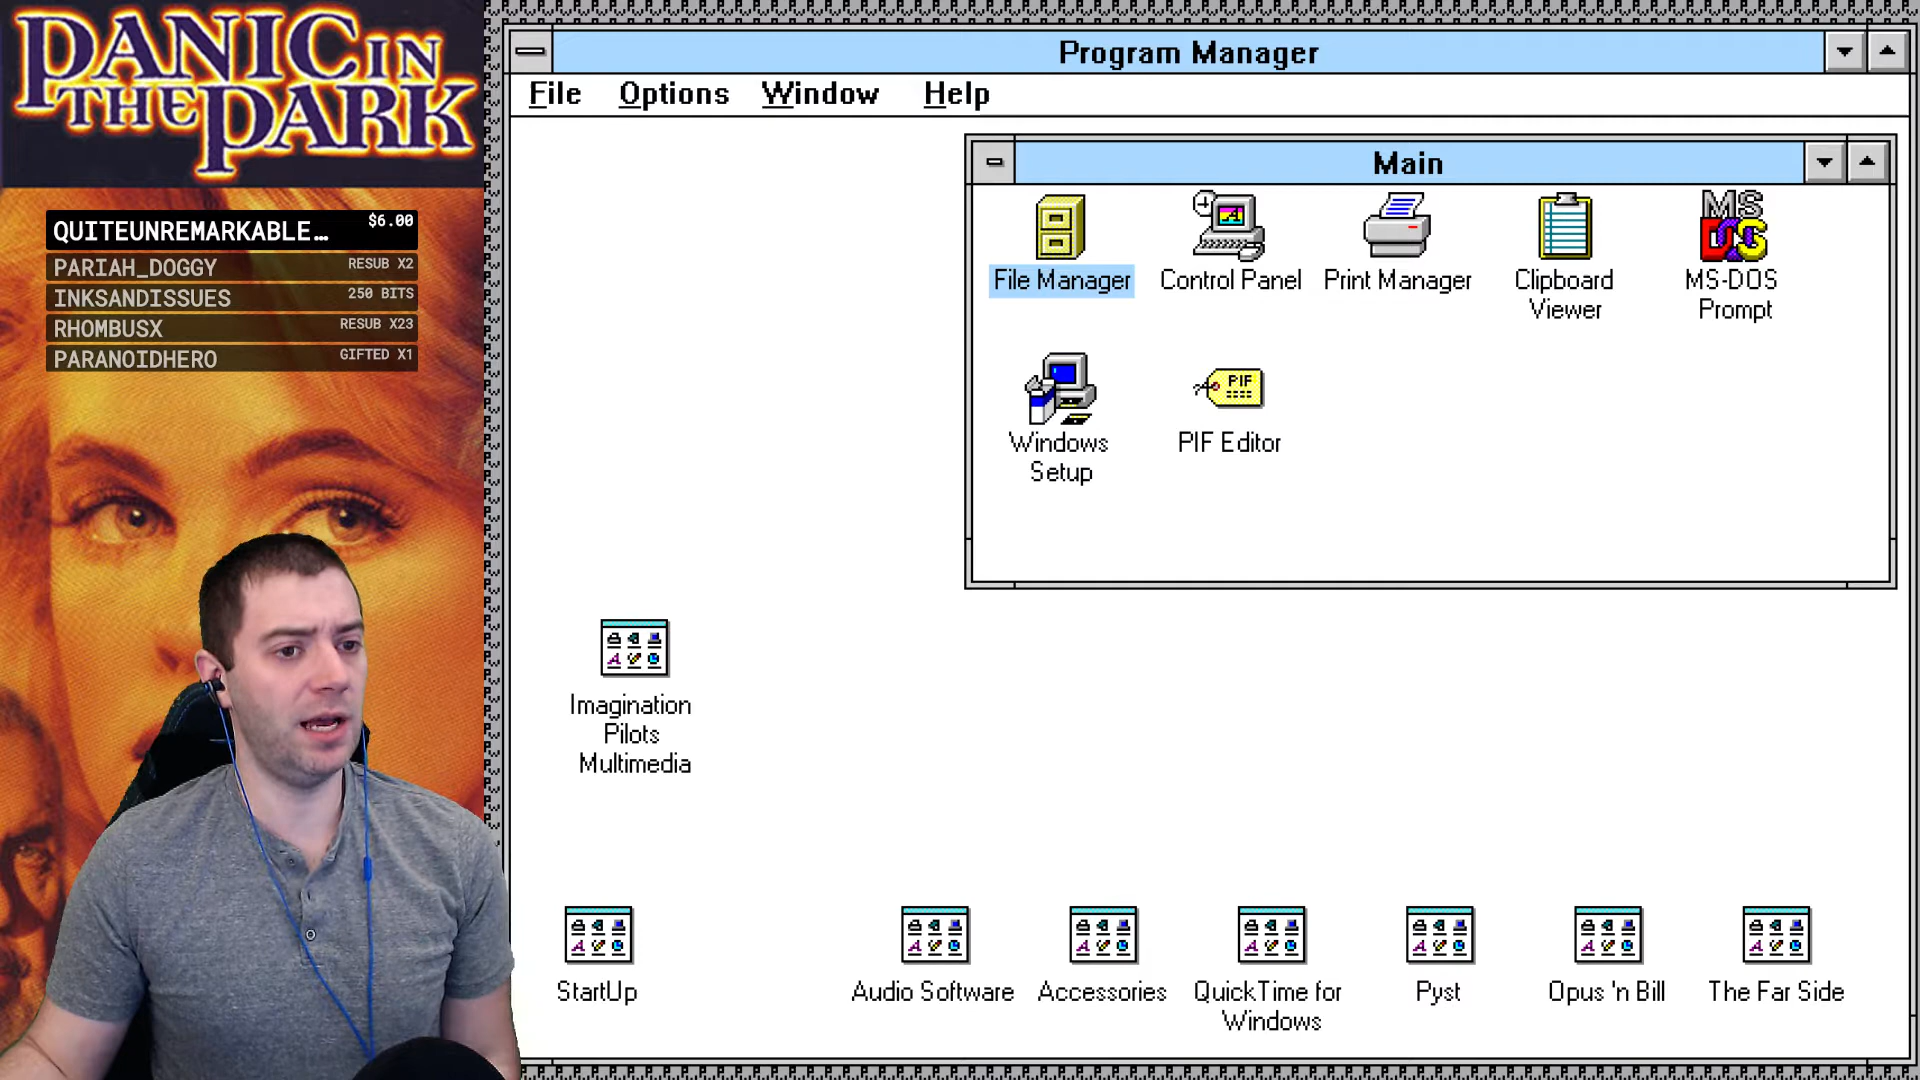 PANIC IN
THE PARK
QUITEUNREMARKABLE… $6.00
PARIAH_DOGGY RESUB X2
INKSANDISSUES 250 BITS
RHOMBUSX RESUB X23
PARANOIDHERO GIFTED X1
Program Manager
File Options Window Help
Main
MS
DOS
File Manager Control Panel Print Manager Clipboard Viewer MS-DOS Prompt
PIF
Windows Setup PIF Editor
Imagination
Pilots
Multimedia
StartUp Audio Software Accessories QuickTime for Windows Pyst Opus 'n Bill The Far Side